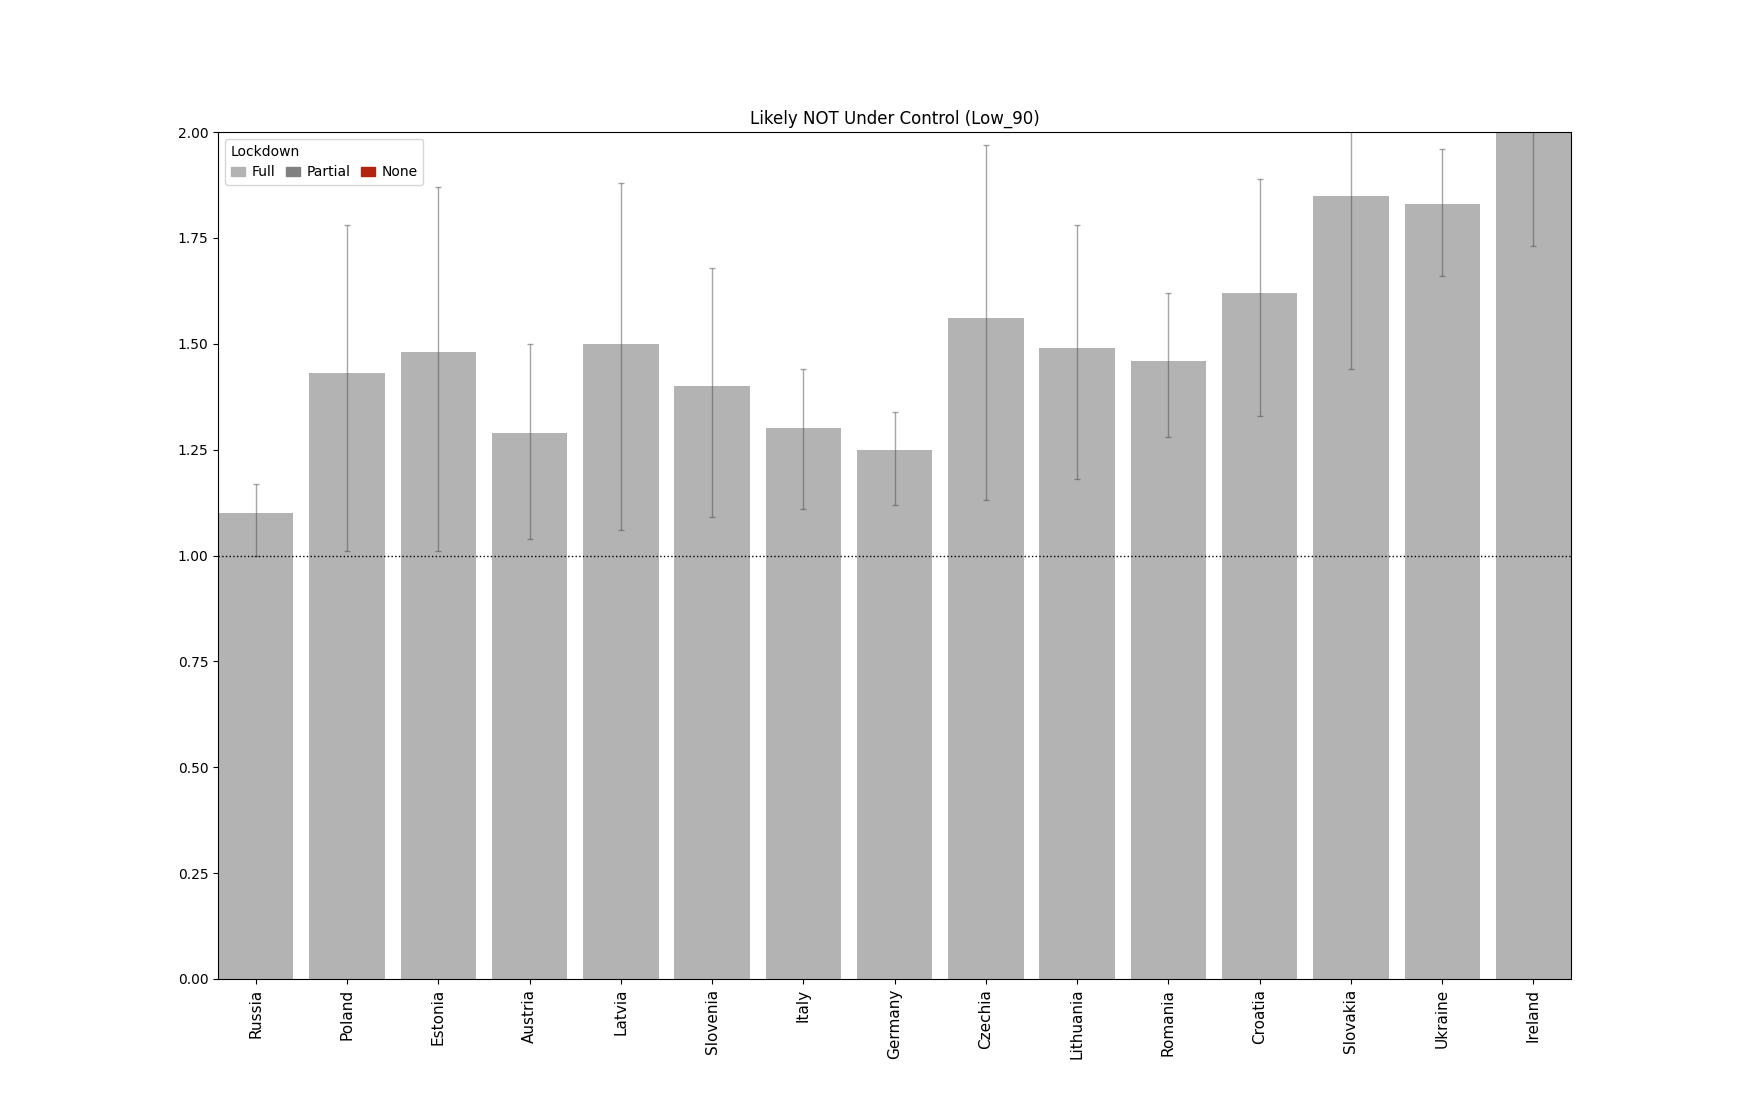 Likely NOT Under Control (Low_90)
Lockdown
Full Partial None
2.00
1.75
1.50
1.25
1.00
0.75
0.50
0.25
0.00
Russia
Poland
Estonia
Austria
Latvia
Slovenia
Italy
Germany
Czechia
Lithuania
Romania
Croatia
Slovakia
Ukraine
Ireland